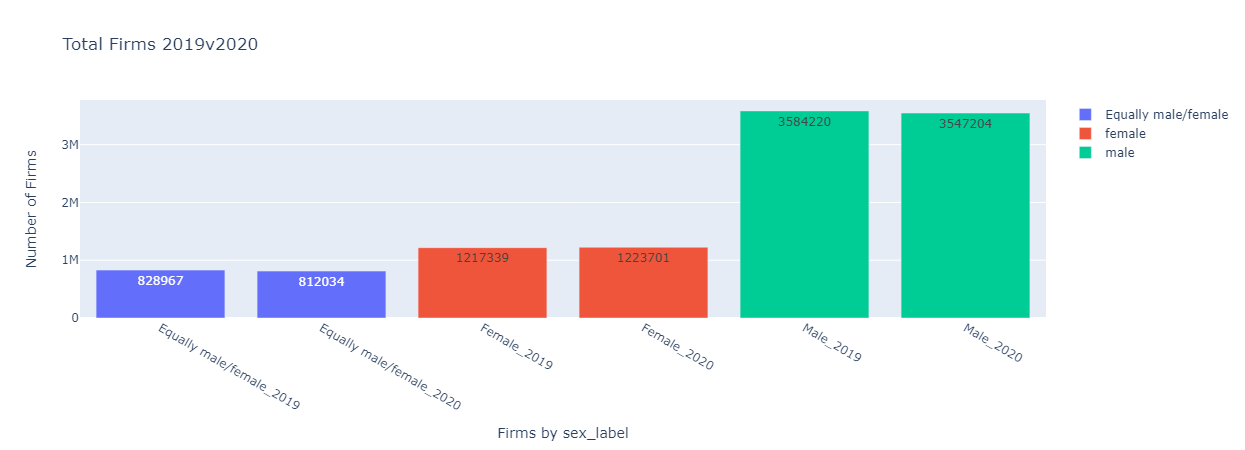 Total Firms 2019v2020
Number of Firms
3M
2M
1M
0
828967
812034
1217339
1223701
3584220
3547204
Equally male/female_2019
Equally male/female_2020
Female_2019
Female_2020
Male_2019
Male_2020
Firms by sex_label
Equally male/female
female
male